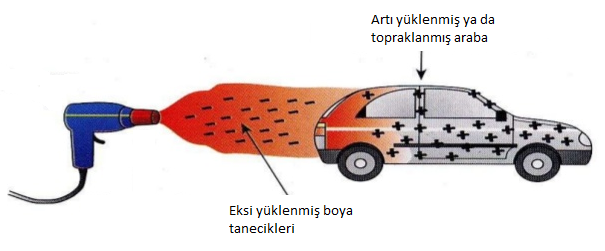 Artı yüklenmiş ya da
topraklanmış araba
Eksi yüklenmiş boya
tanecikleri